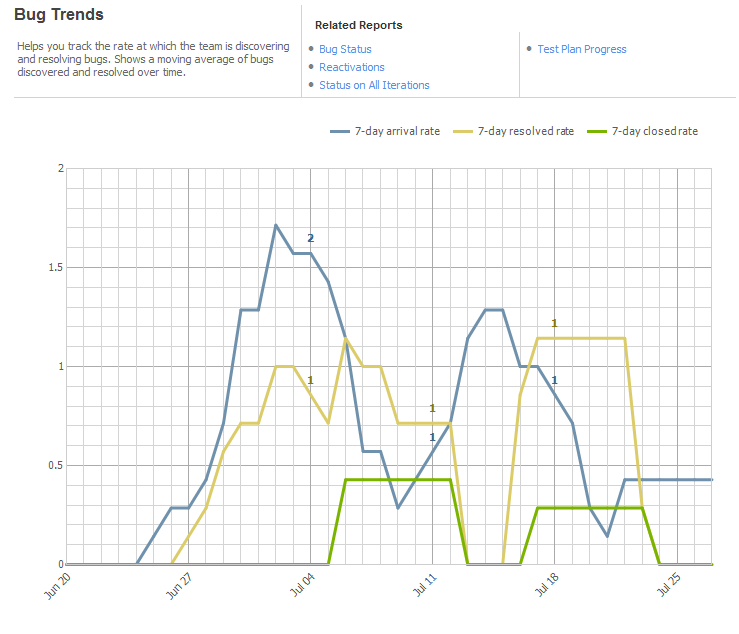 Bug Trends
Helps you track the rate at which the team is discovering
and resolving bugs. Shows a moving average of bugs
discovered and resolved over time.
Related Reports
Bug Status
Reactivations
Status on All Iterations
Test Plan Progress
7-day arrival rate
7-day resolved rate
7-day closed rate
2
1.5
1
0.5
0
2
1
1
1
1
1
Jun 20
Jun 27
Jul 04
Jul 11
Jul 18
Jul 25